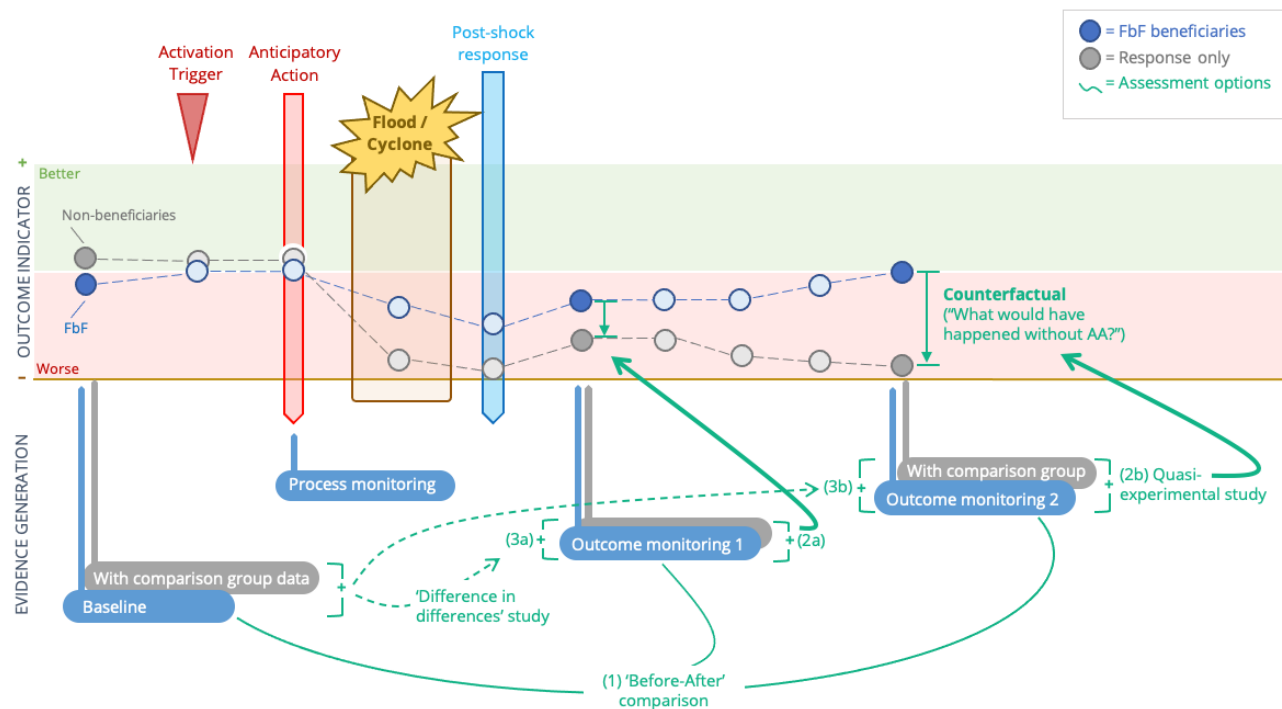 Post-shock
response
Activation
Trigger
Anticipatory
Action
Flood /
Cyclone
= FbF beneficiaries
= Response only
= Assessment options
OUTCOME INDICATOR
+
Better
Non-beneficiaries
FbF
Worse
-
Counterfactual
(“What would have
happened without AA?”)
EVIDENCE GENERATION
Process monitoring
With comparison group
Outcome monitoring 2
(3b) +
+
(2b) Quasi-
experimental study
(3a) +
Outcome monitoring 1
+ (2a)
With comparison group data
Baseline
+
‘Difference in
differences’ study
(1) ‘Before-After’
comparison